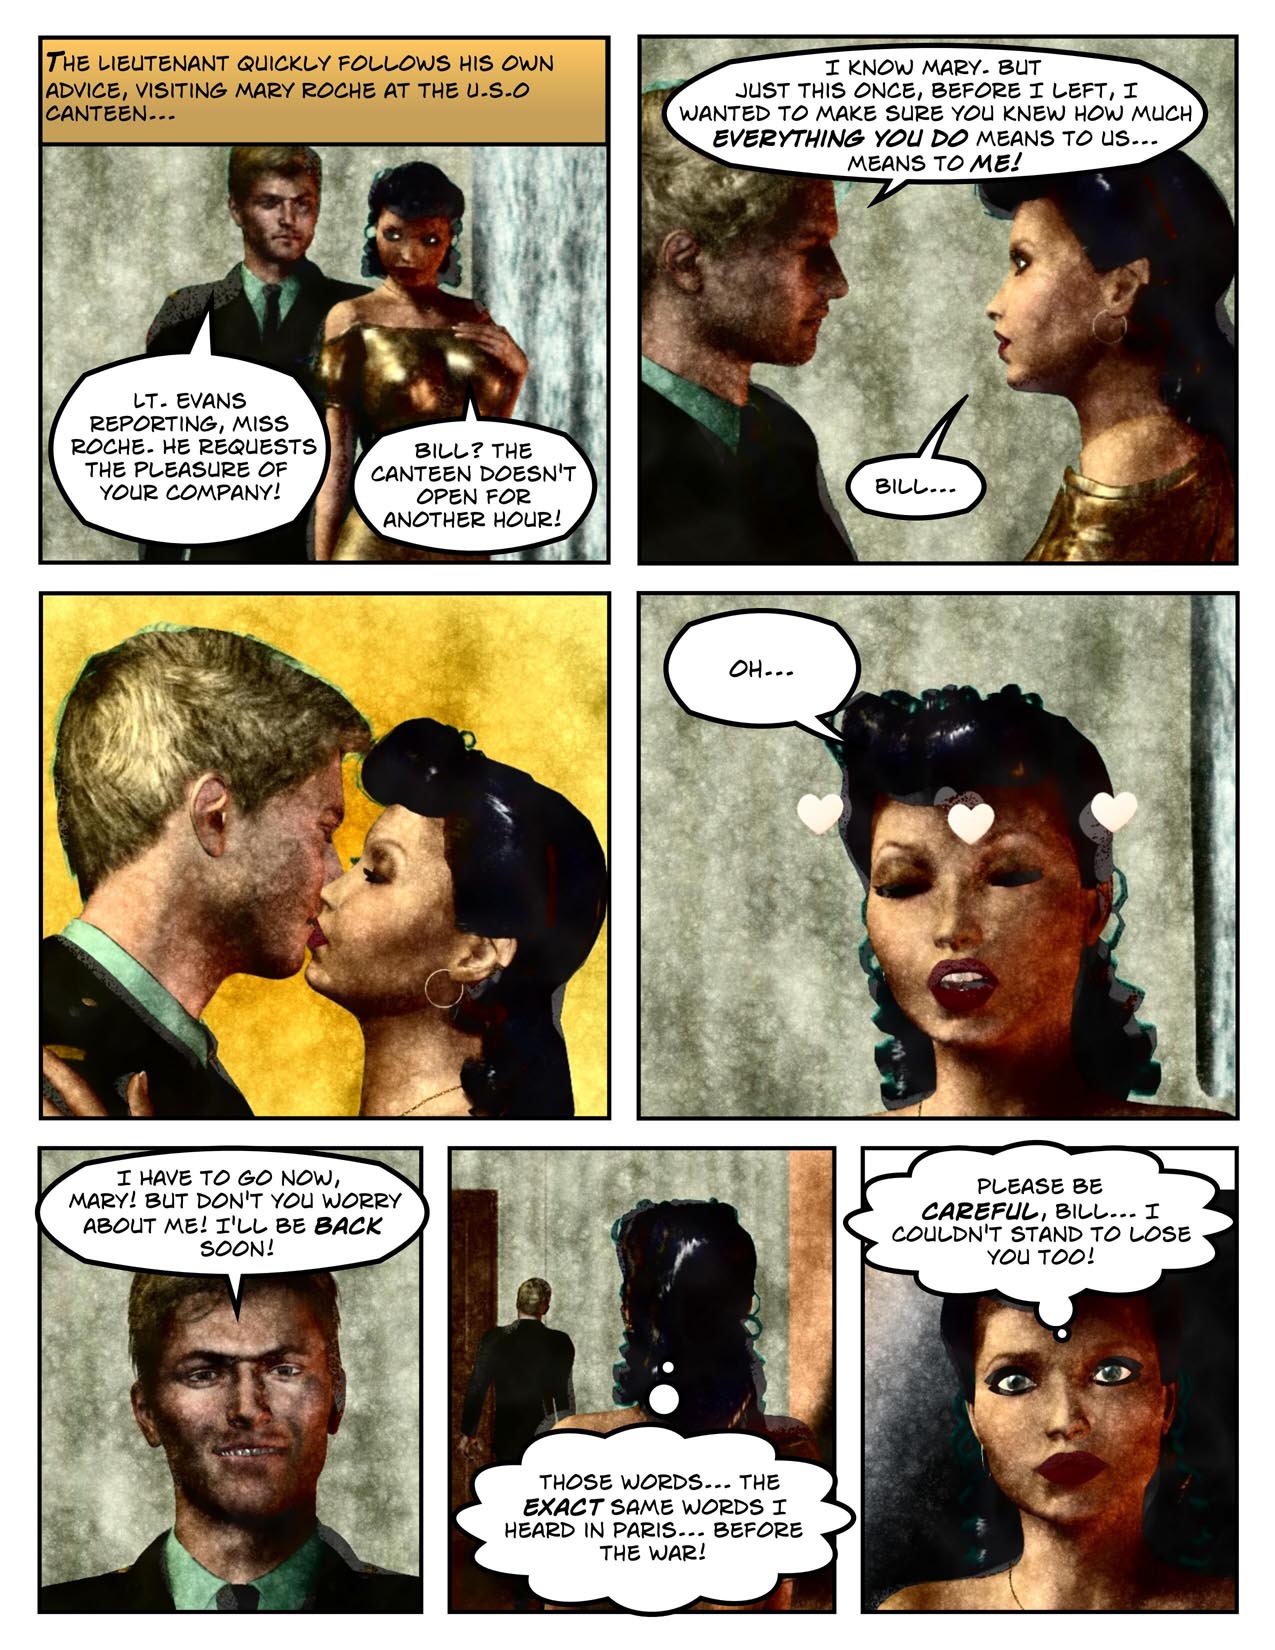 THE LIEUTENANT QUICKLY FOLLOWS HIS OWN
ADVICE, VISITING MARY ROCHE AT THE U.S.O
CANTEEN...
LT. EVANS
REPORTING, MISS
ROCHE. HE REQUESTS
THE PLEASURE OF
YOUR COMPANY!
BILL? THE
CANTEEN DOESN'T
OPEN FOR
ANOTHER HOUR!
I KNOW MARY. BUT
JUST THIS ONCE, BEFORE I LEFT, I
WANTED TO MAKE SURE YOU KNEW HOW MUCH
EVERYTHING YOU DO MEANS TO US...
MEANS TO ME!
BILL...
OH...
I HAVE TO GO NOW,
MARY! BUT DON'T YOU WORRY
ABOUT ME! I'LL BE BACK
SOON!
THOSE WORDS... THE
EXACT SAME WORDS I
HEARD IN PARIS... BEFORE
THE WAR!
PLEASE BE
CAREFUL, BILL... I
COULDN'T STAND TO LOSE
YOU TOO!